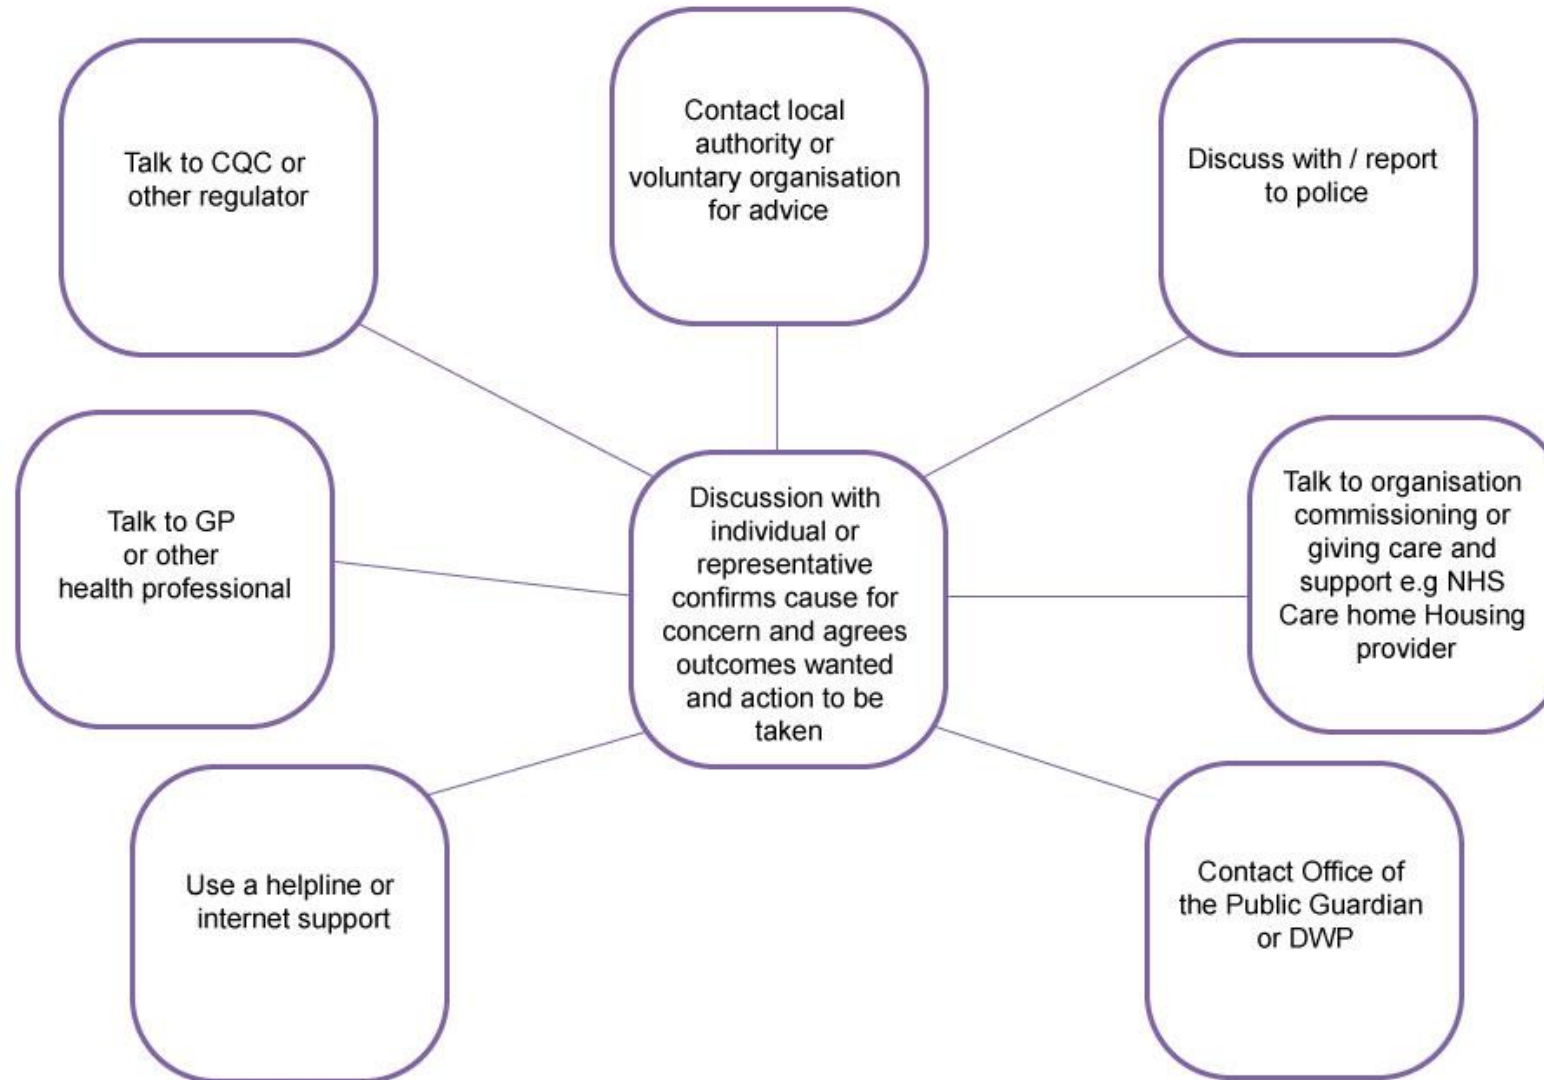 Talk to CQC or
other regulator
Contact local
authority or
voluntary organisation
for advice
Discuss with / report
to police
Talk to GP
or other
health professional
Discussion with
individual or
representative
confirms cause for
concern and agrees
outcomes wanted
and action to be
taken
Talk to organisation
commissioning or
giving care and
support e.g NHS
Care home Housing
provider
Use a helpline or
internet support
Contact Office of
the Public Guardian
or DWP